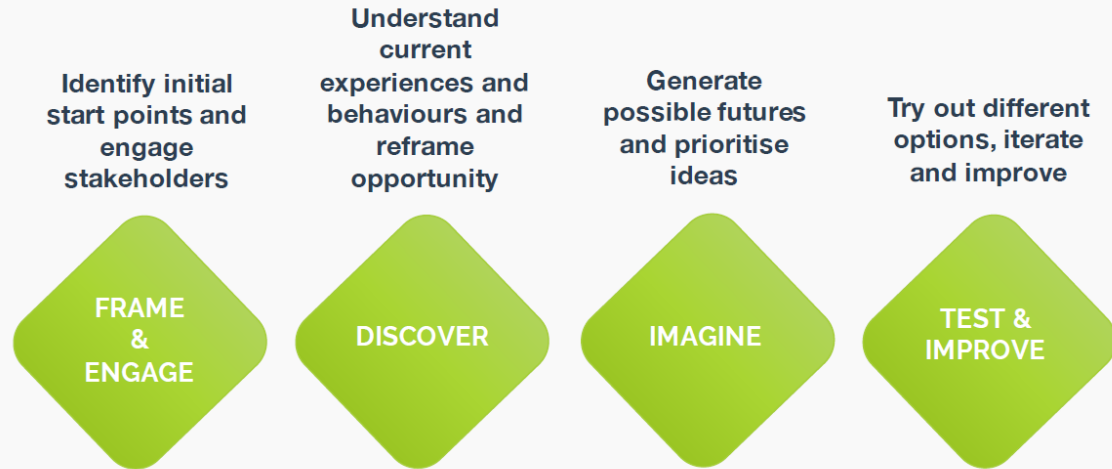 Identify initial
start points and
engage
stakeholders
Understand
current
experiences and
behaviours and
reframe
opportunity
Generate
possible futures
and prioritise
ideas
Try out different
options, iterate
and improve
FRAME
&
ENGAGE
DISCOVER
IMAGINE
TEST &
IMPROVE